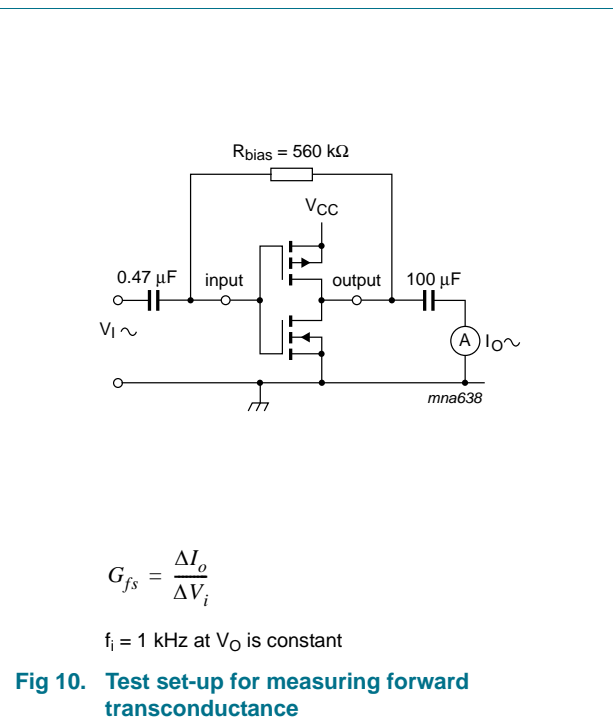 Rbias = 560 kΩ
VCC
0.47 μF input output 100 μF
VI ~
A IO~
mna638
Gfs = ΔIo / ΔVi
fi = 1 kHz at VO is constant
Fig 10. Test set-up for measuring forward
transconductance